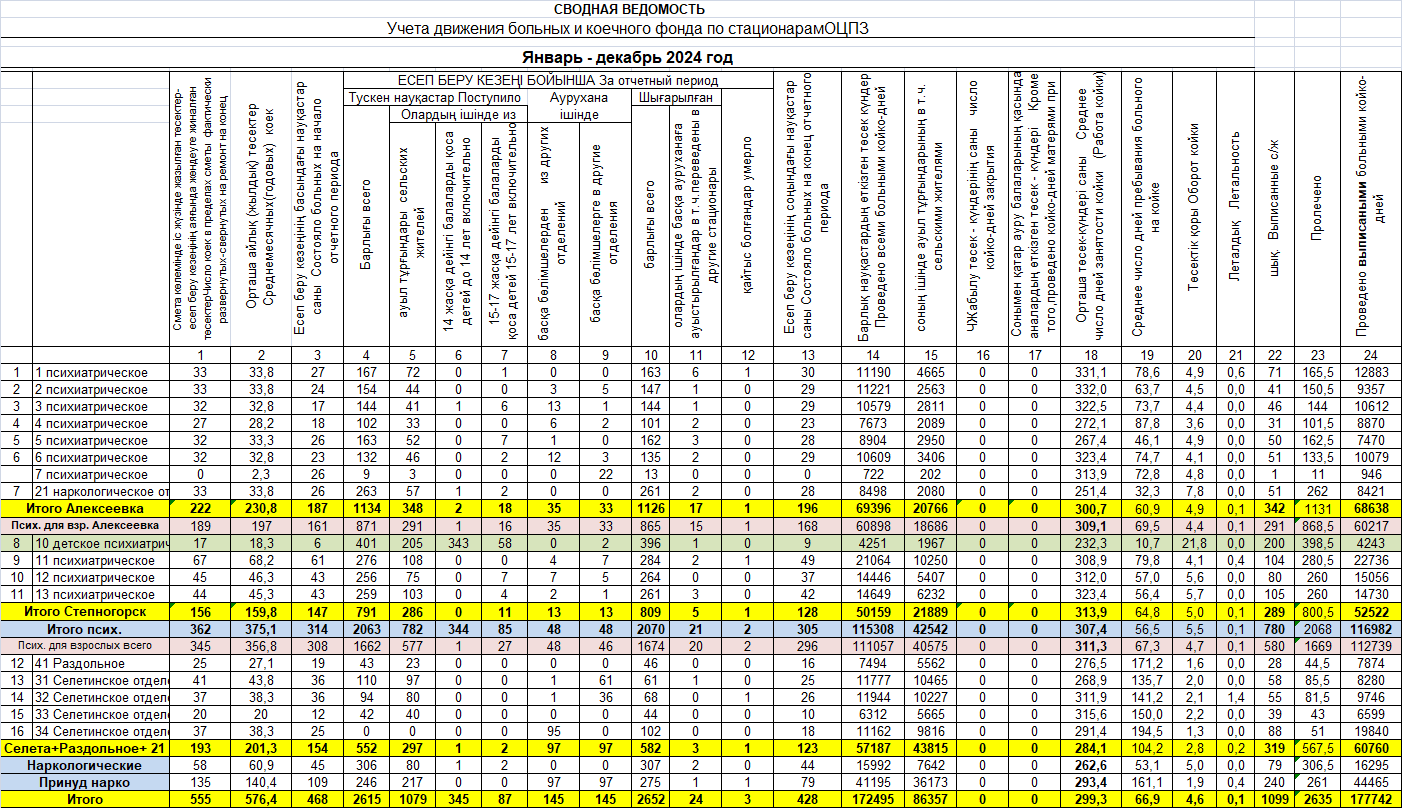 СВОДНАЯ ВЕДОМОСТЬ
Учета движения больных и коечного фонда по стационарамОЦПЗ
Январь - декабрь 2024 год
ЕСЕП БЕРУ КЕЗЕҢІ БОЙЫНША За отчетный период
Түскен науқастар Поступило
Аурухана ішінде
Шығарылған
Олардың ішінде из
Смета көлемінде іс жүзінде жазылған төсектер-
есеп беру кезеңінің аяғында жөндеуге жиналған
төсектерЧисло коек в пределах сметы фактически
развернутых-свернутых на ремонт на конец
Орташа айлық (жылдық) төсектер
Среднемесячных(годовых) коек
Есеп беру кезеңінің басындағы науқастар
саны Состояло больных на начало
отчетного периода
Барлығы всего
ауыл тұрғындары сельских
жителей
14 жасқа дейінгі балаларды қоса
детей до 14 лет включительно
15-17 жасқа дейінгі балаларды
қоса детей 15-17 лет включительно
басқа бөлімшелерден из других
отделений
басқа бөлімшелерге в другие
отделения
барлығы всего
олардың ішінде басқа ауруханаға
ауыстырылғандар в т.ч.переведены в
другие стационары
қайтыс болғандар умерло
Есеп беру кезеңінің соңындағы науқастар
саны Состояло больных на конец отчетного
периода
Барлық науқастардың өткізген төсек күндер
Проведено всеми больными койко-дней
соның ішінде ауыл тұрғындарының в т.ч.
сельскими жителями
ЧЖабылу төсек - күндерінің саны число
койко-дней закрытия
Сонымен қатар ауру балаларының қасында
аналардың өткізген төсек - күндері Кроме
того,проведено койко-дней матерями при
Орташа төсек-күндері саны Среднее
число дней занятости койки (Работа койки)
Среднее число дней пребывания больного
на койке
Төсектік қоры Оборот койки
Леталдық Летальность
шық. Выписанные с/ж
Пролечено
Проведено выписаными больными койко-
дней
1 2 3 4 5 6 7 8 9 10 11 12 13 14 15 16 17 18 19 20 21 22 23 24
1 1 психиатрическое 33 33,8 27 167 72 0 1 0 0 163 6 1 30 11190 4665 0 0 331,1 78,6 4,9 0,6 71 165,5 12883
2 2 психиатрическое 33 33,8 24 154 44 0 0 3 5 147 1 0 29 11221 2563 0 0 332,0 63,7 4,5 0,0 41 150,5 9357
3 3 психиатрическое 32 32,8 17 144 41 1 6 13 1 144 1 0 29 10579 2811 0 0 322,5 73,7 4,4 0,0 46 144 10612
4 4 психиатрическое 27 28,2 18 102 33 0 0 6 2 101 2 0 23 7673 2089 0 0 272,1 87,8 3,6 0,0 31 101,5 8870
5 5 психиатрическое 32 33,3 26 163 52 0 7 1 0 162 3 0 28 8904 2950 0 0 267,4 46,1 4,9 0,0 50 162,5 7470
6 6 психиатрическое 32 32,8 23 132 46 0 2 12 3 135 2 0 29 10609 3406 0 0 323,4 74,7 4,1 0,0 51 133,5 10079
7 психиатрическое 0 2,3 26 9 3 0 0 0 22 13 0 0 0 722 202 0 0 313,9 72,8 4,8 0,0 1 11 946
7 21 наркологическое от 33 33,8 26 263 57 1 2 0 0 261 2 0 28 8498 2080 0 0 251,4 32,3 7,8 0,0 51 262 8421
Итого Алексеевка 222 230,8 187 1134 348 2 18 35 33 1126 17 1 196 69396 20766 0 0 300,7 60,9 4,9 0,1 342 1131 68638
Псих. для взр. Алексеевка 189 197 161 871 291 1 16 35 33 865 15 1 168 60898 18686 0 0 309,1 69,5 4,4 0,1 291 868,5 60217
8 10 детское психиатрич 17 18,3 6 401 205 343 58 0 2 396 1 0 9 4251 1967 0 0 232,3 10,7 21,8 0,0 200 398,5 4243
9 11 психиатрическое 67 68,2 61 276 108 0 0 4 7 284 2 1 49 21064 10250 0 0 308,9 79,8 4,1 0,4 104 280,5 22736
10 12 психиатрическое 45 46,3 43 256 75 0 7 7 5 264 0 0 37 14446 5407 0 0 312,0 57,0 5,6 0,0 80 260 15056
11 13 психиатрическое 44 45,3 43 259 103 0 4 2 1 261 3 0 42 14649 6232 0 0 323,4 56,4 5,7 0,0 105 260 14730
Итого Степногорск 156 159,8 147 791 286 0 11 13 13 809 5 1 128 50159 21889 0 0 313,9 64,8 5,0 0,1 289 800,5 52522
Итого псих. 362 375,1 314 2063 782 344 85 48 48 2070 21 2 305 115308 42542 0 0 307,4 56,5 5,5 0,1 780 2068 116982
Псих. для взрослых всего 345 356,8 308 1662 577 1 27 48 46 1674 20 2 296 111057 40575 0 0 311,3 67,3 4,7 0,1 580 1669 112739
12 41 Раздольное 25 27,1 19 43 23 0 0 0 0 46 0 0 16 7494 5562 0 0 276,5 171,2 1,6 0,0 28 44,5 7874
13 31 Селетинское отдел 41 43,8 36 110 97 0 0 1 61 61 1 0 25 11777 10465 0 0 268,9 135,7 2,0 0,0 58 85,5 8280
14 32 Селетинское отдел 37 38,3 36 94 80 0 0 1 36 68 0 1 26 11944 10227 0 0 311,9 141,2 2,1 1,4 55 81,5 9746
15 33 Селетинское отдел 20 20 12 42 40 0 0 0 0 44 0 0 10 6312 5665 0 0 315,6 150,0 2,2 0,0 39 43 6599
16 34 Селетинское отдел 37 38,3 25 0 0 0 0 95 0 102 0 0 18 11162 9816 0 0 291,4 194,5 1,3 0,0 88 51 19840
Селета+Раздольное+ 21 193 201,3 154 552 297 1 2 97 97 582 3 1 123 57187 43815 0 0 284,1 104,2 2,8 0,2 319 567,5 60760
Наркологические 58 60,9 45 306 80 1 2 0 0 307 2 0 44 15992 7642 0 0 262,6 53,1 5,0 0,0 79 306,5 16295
Принуд нарко 135 140,4 109 246 217 0 0 97 97 275 1 1 79 41195 36173 0 0 293,4 161,1 1,9 0,4 240 261 44465
Итого 555 576,4 468 2615 1079 345 87 145 145 2652 24 3 428 172495 86357 0 0 299,3 66,9 4,6 0,1 1099 2635 177742